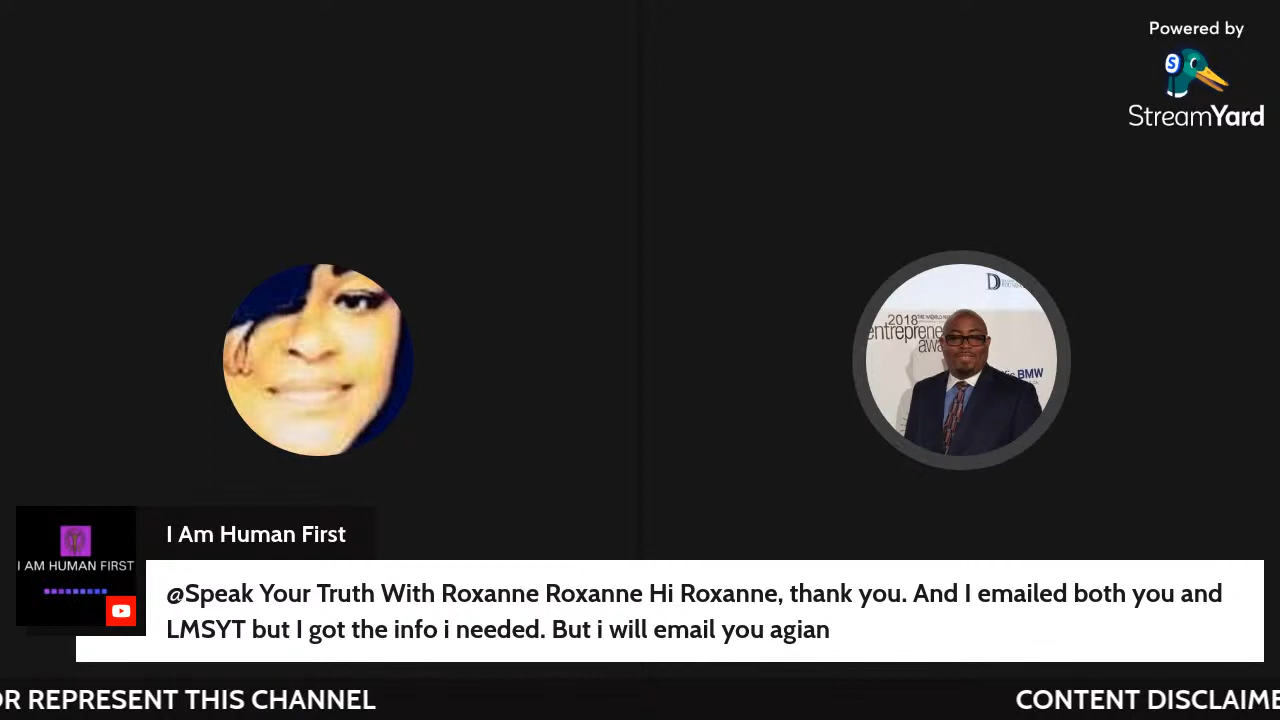 Powered by
S
StreamYard
D
2018
entrepre
awa
BMW
I Am Human First
I AM HUMAN FIRST
@Speak Your Truth With Roxanne Roxanne Hi Roxanne, thank you. And I emailed both you and
LMSYT but I got the info i needed. But i will email you agian
OR REPRESENT THIS CHANNEL
CONTENT DISCLAIME